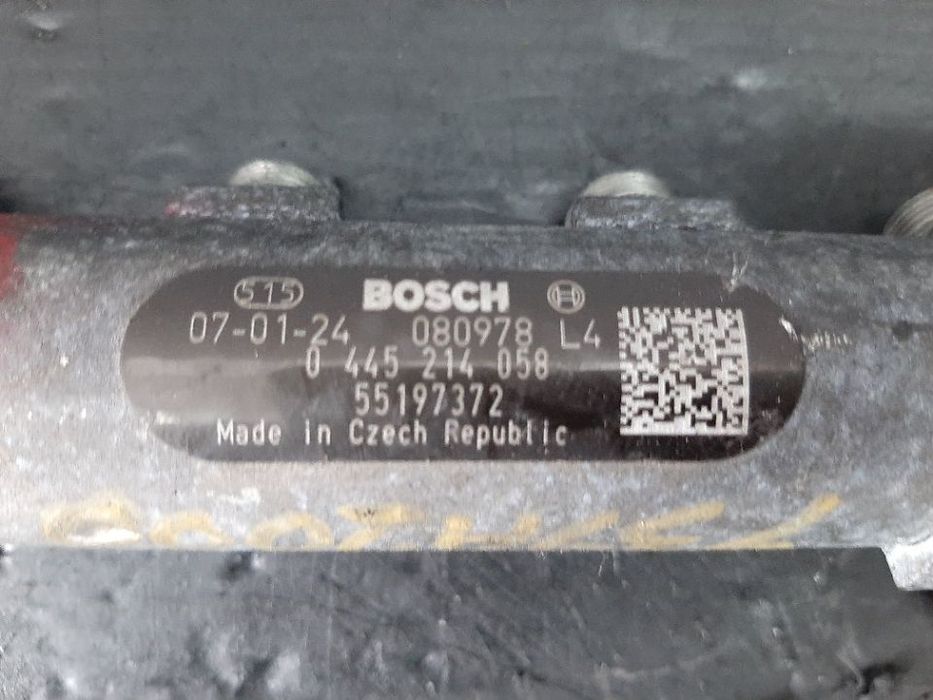 515 BOSCH
07-01-24 080978 L4
0 445 214 058
55197372
Made in Czech Republic